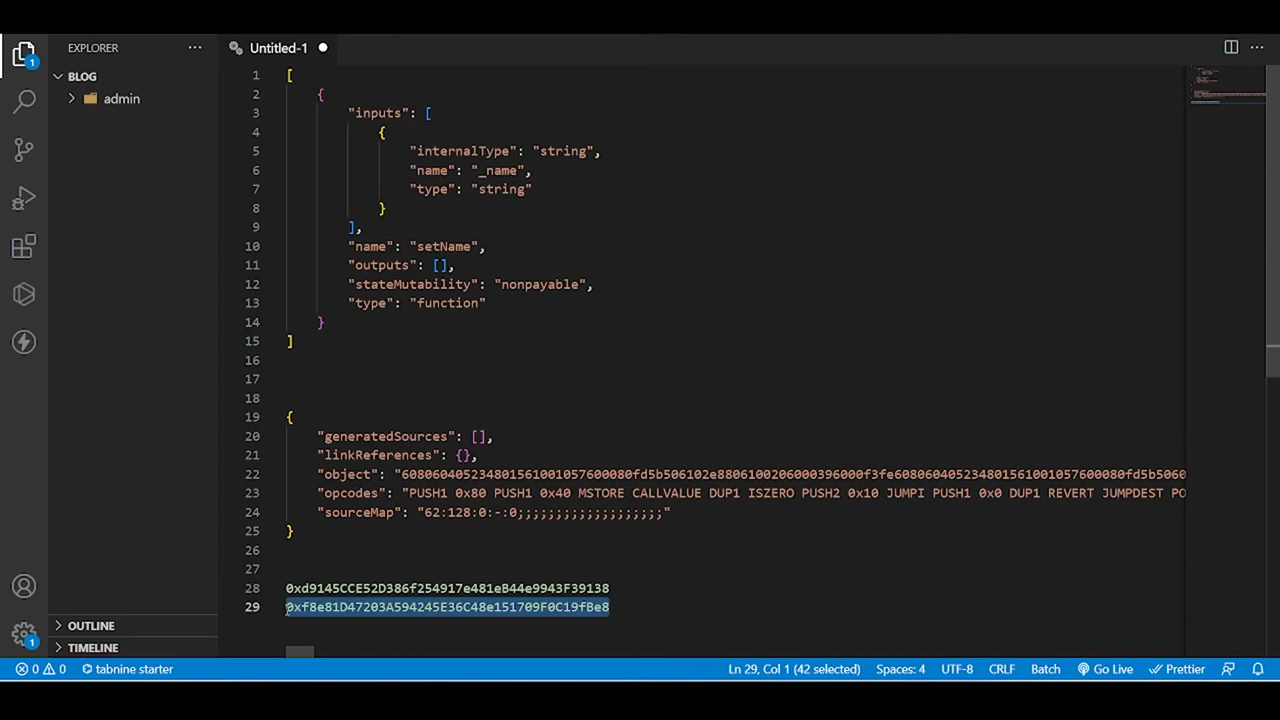 EXPLORER
Untitled-1
BLOG
admin
1 [
2 {
3 "inputs": [
4 {
5 "internalType": "string",
6 "name": "_name",
7 "type": "string"
8 }
9 ],
10 "name": "setName",
11 "outputs": [],
12 "stateMutability": "nonpayable",
13 "type": "function"
14 }
15 ]
16
17
18
19 {
20 "generatedSources": [],
21 "linkReferences": {},
22 "object": "608060405234801561001057600080fd5b506102e8806100206000396000f3fe608060405234801561001057600080fd5b5060
23 "opcodes": "PUSH1 0x80 PUSH1 0x40 MSTORE CALLVALUE DUP1 ISZERO PUSH2 0x10 JUMPI PUSH1 0x0 DUP1 REVERT JUMPDEST PO
24 "sourceMap": "62:128:0:-:0;;;;;;;;;;;;;;;;;;;"
25 }
26
27
28 0xd9145CCE52D386f254917e481eB44e9943F39138
29 0xf8e81D47203A594245E36C48e151709F0C19fBe8
OUTLINE
TIMELINE
1
1
0 0 tabnine starter Ln 29, Col 1 (42 selected) Spaces: 4 UTF-8 CRLF Batch Go Live Prettier